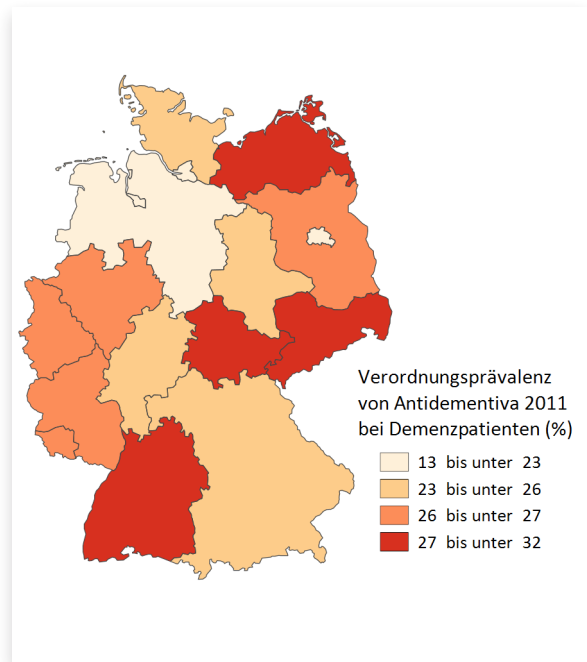 Verordnungsprävalenz
von Antidementiva 2011
bei Demenzpatienten (%)
13 bis unter 23
23 bis unter 26
26 bis unter 27
27 bis unter 32